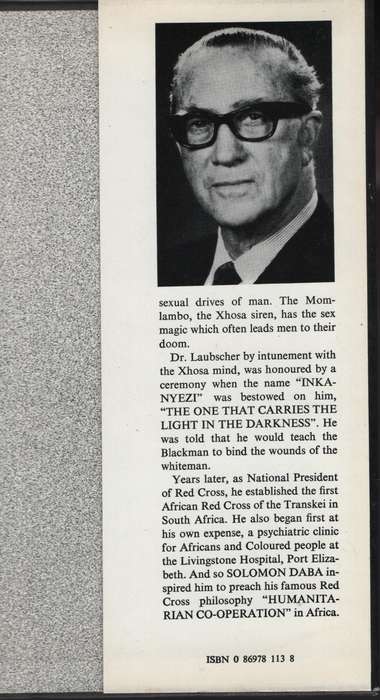 sexual drives of man. The Mom-
lambo, the Xhosa siren, has the sex
magic which often leads men to their
doom.
Dr. Laubscher by intunement with
the Xhosa mind, was honoured by a
ceremony when the name “INKA-
NYEZI” was bestowed on him,
“THE ONE THAT CARRIES THE
LIGHT IN THE DARKNESS”. He
was told that he would teach the
Blackman to bind the wounds of the
whiteman.
Years later, as National President
of Red Cross, he established the first
African Red Cross of the Transkei in
South Africa. He also began first at
his own expense, a psychiatric clinic
for Africans and Coloured people at
the Livingstone Hospital, Port Eliza-
beth. And so SOLOMON DABA in-
spired him to preach his famous Red
Cross philosophy “HUMANITA-
RIAN CO-OPERATION” in Africa.
ISBN 0 86978 113 8